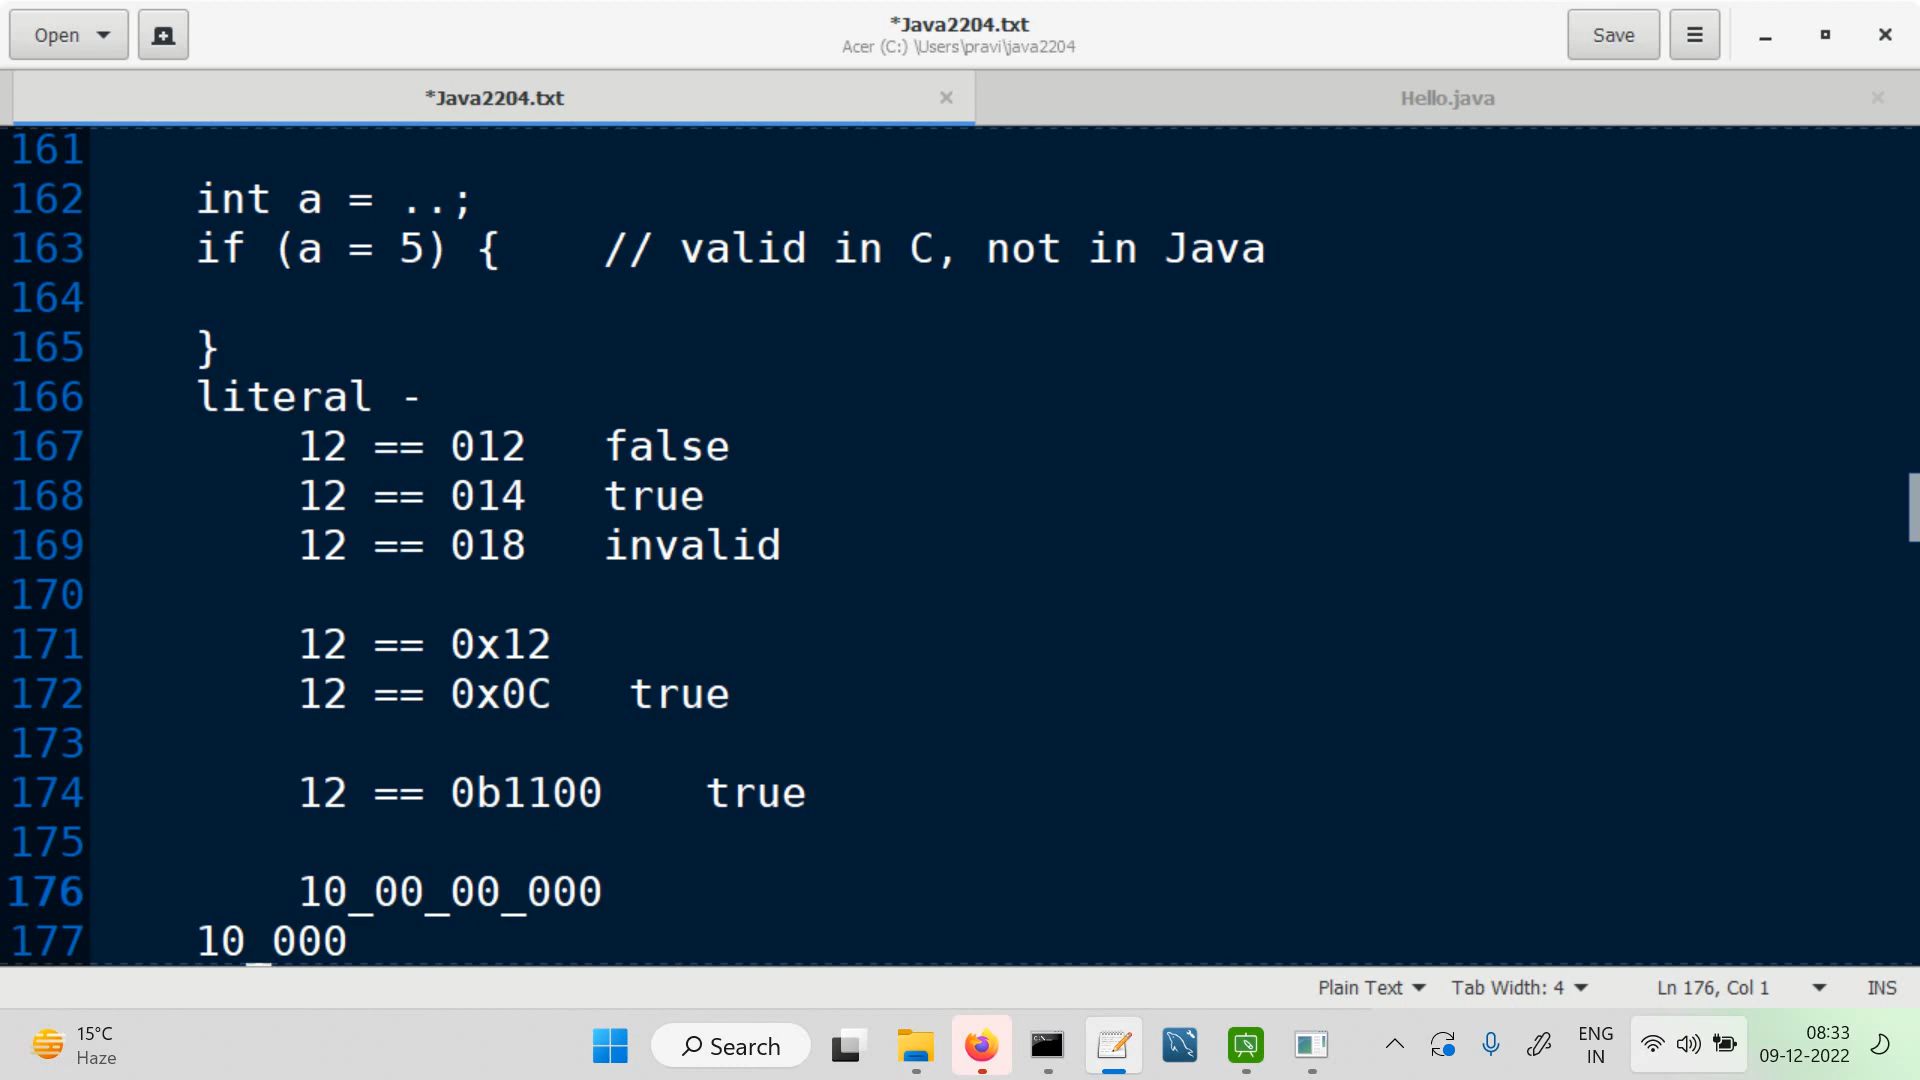 Open
*Java2204.txt
Acer (C:) \Users\pravi\java2204
Save
*Java2204.txt
Hello.java
161
162 int a = ..;
163 if (a = 5) { // valid in C, not in Java
164
165 }
166 literal -
167 12 == 012 false
168 12 == 014 true
169 12 == 018 invalid
170
171 12 == 0x12
172 12 == 0x0C true
173
174 12 == 0b1100 true
175
176 10_00_00_000
177 10_000
Plain Text Tab Width: 4 Ln 176, Col 1 INS
15°C
Haze
Search
ENG
IN
08:33
09-12-2022